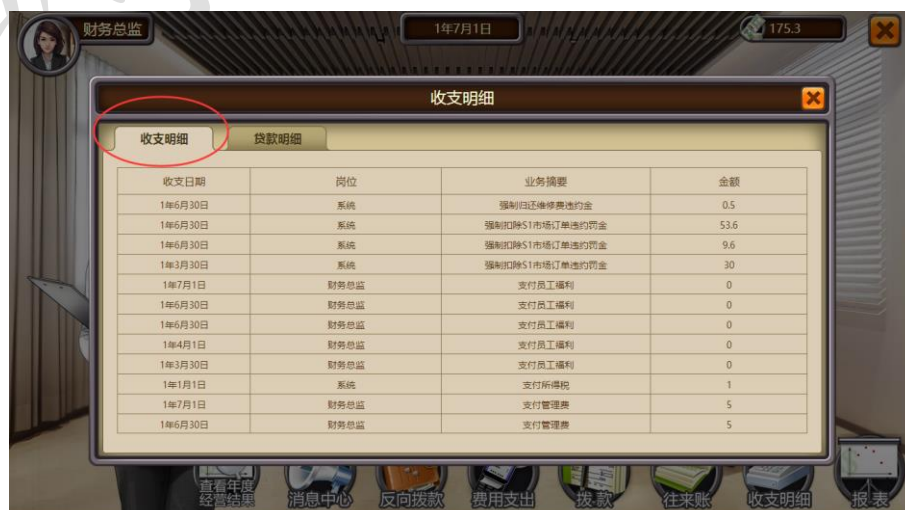 财务总监
1年7月1日
175.3
收支明细
收支明细 贷款明细
收支日期 岗位 业务摘要 金额
1年6月30日 系统 强制归还维修费违约金 0.5
1年6月30日 系统 强制扣除S1市场订单违约罚金 53.6
1年6月30日 系统 强制扣除S1市场订单违约罚金 9.6
1年3月30日 系统 强制扣除S1市场订单违约罚金 30
1年7月1日 财务总监 支付员工福利 0
1年6月30日 财务总监 支付员工福利 0
1年6月30日 财务总监 支付员工福利 0
1年4月1日 财务总监 支付员工福利 0
1年3月30日 财务总监 支付员工福利 0
1年1月1日 系统 支付所得税 1
1年7月1日 财务总监 支付管理费 5
1年6月30日 财务总监 支付管理费 5
查看年度
经营结果
消息中心 反向拨款 费用支出 拨款 往来账 收支明细 报表